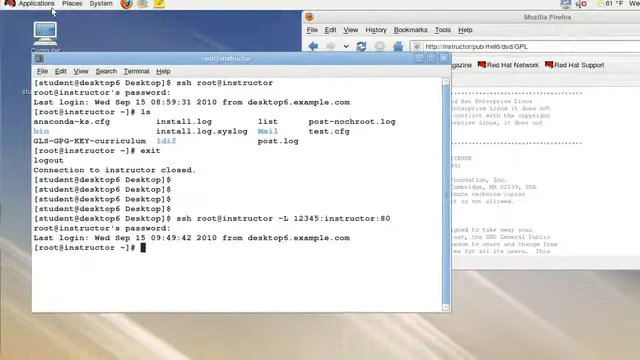 Applications Places System
61 °F
Computer
Mozilla Firefox
File Edit View History Bookmarks Tools Help
http://instructor/pub/rhel6/dvd/GPL
Red Hat Network Red Hat Support
root@instructor
File Edit View Search Terminal Help
[student@desktop6 Desktop]$ ssh root@instructor
root@instructor's password:
Last login: Wed Sep 15 08:59:31 2010 from desktop6.example.com
[root@instructor ~]# ls
anaconda-ks.cfg install.log list post-nochroot.log
bin install.log.syslog Mail test.cfg
GLS-GPG-KEY-curriculum ldif post.log
[root@instructor ~]# exit
logout
Connection to instructor closed.
[student@desktop6 Desktop]$
[student@desktop6 Desktop]$
[student@desktop6 Desktop]$
[student@desktop6 Desktop]$
[student@desktop6 Desktop]$ ssh root@instructor -L 12345:instructor:80
root@instructor's password:
Last login: Wed Sep 15 09:49:42 2010 from desktop6.example.com
[root@instructor ~]#